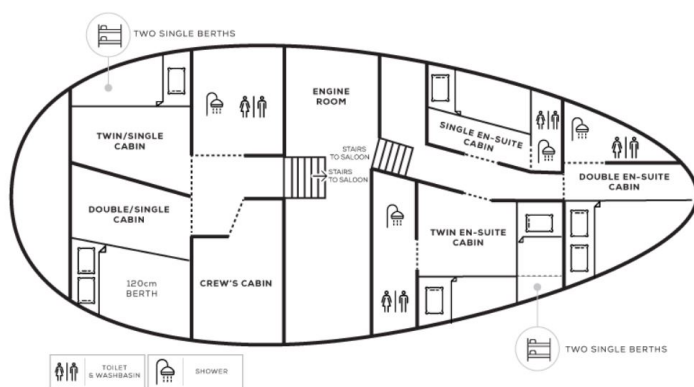 TWO SINGLE BERTHS
ENGINE
ROOM
TWIN/SINGLE
CABIN
STAIRS
TO SALOON
STAIRS
TO SALOON
SINGLE EN-SUITE
CABIN
DOUBLE EN-SUITE
CABIN
DOUBLE/SINGLE
CABIN
TWIN EN-SUITE
CABIN
120cm
BERTH
CREW'S CABIN
TWO SINGLE BERTHS
TOILET
& WASHBASIN
SHOWER